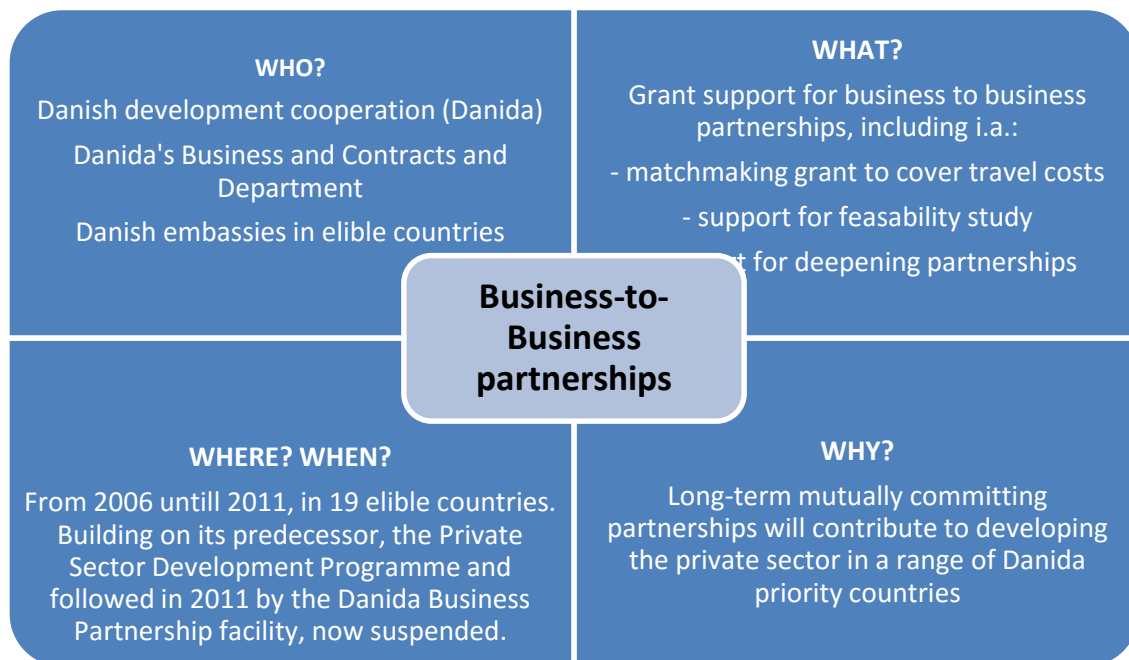 WHO?
Danish development cooperation (Danida)
Danida's Business and Contracts and
Department
Danish embassies in elible countries
WHAT?
Grant support for business to business
partnerships, including i.a.:
- matchmaking grant to cover travel costs
- support for feasability study
for deepening partnerships
Business-to-
Business
partnerships
WHERE? WHEN?
From 2006 untill 2011, in 19 elible countries.
Building on its predecessor, the Private
Sector Development Programme and
followed in 2011 by the Danida Business
Partnership facility, now suspended.
WHY?
Long-term mutually committing
partnerships will contribute to developing
the private sector in a range of Danida
priority countries